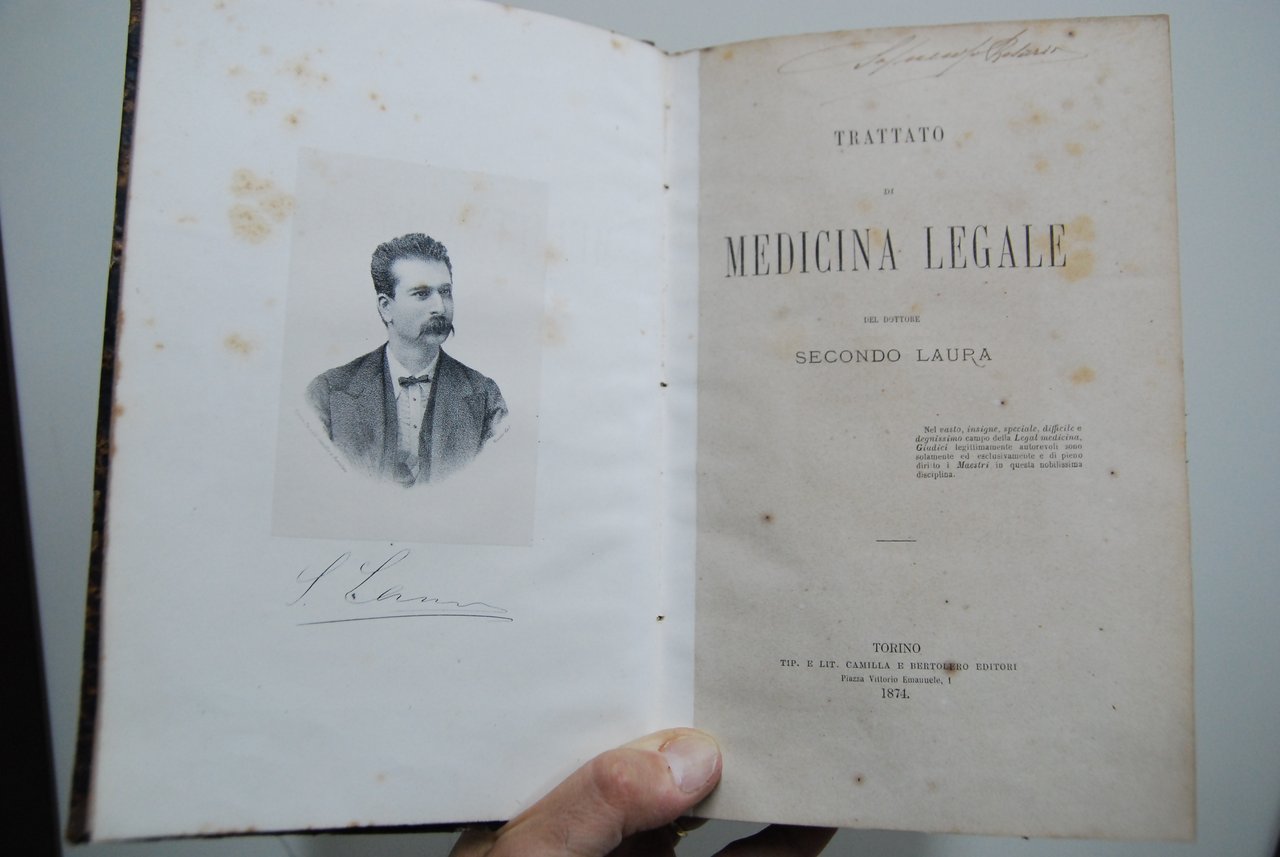 S. Laura
TRATTATO
DI
MEDICINA LEGALE
DEL DOTTORE
SECONDO LAURA
Nel vasto, insigne, speciale, difficile e
degnissimo campo della Legal medicina,
Giudici legittimamente autorevoli sono
solamente ed esclusivamente e di pieno
diritto i Maestri in questa nobilissima
disciplina.
TORINO
TIP. E LIT. CAMILLA E BERTOLERO EDITORI
Piazza Vittorio Emanuele, 1
1874.